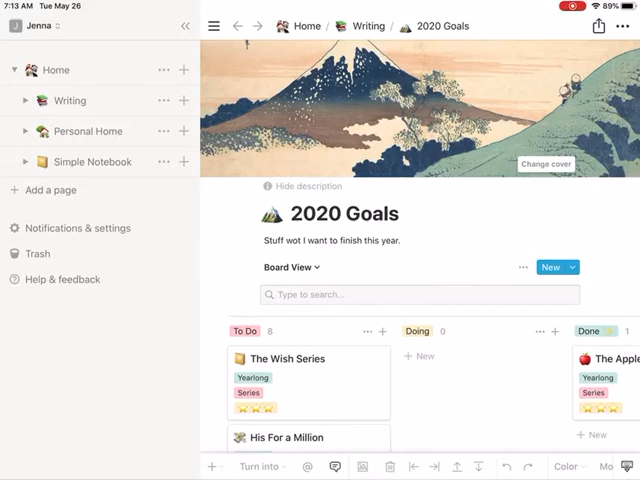 7:13 AM Tue May 26
89%
J Jenna
Home / Writing / 2020 Goals
Home
Writing
Personal Home
Simple Notebook
Add a page
Notifications & settings
Trash
Help & feedback
Change cover
Hide description
2020 Goals
Stuff wot I want to finish this year.
Board View
New
Type to search...
To Do 8
Doing 0
Done 1
The Wish Series
Yearlong
Series
His For a Million
New
The Apple
Yearlong
Series
New
Turn into
@
Color
Mo